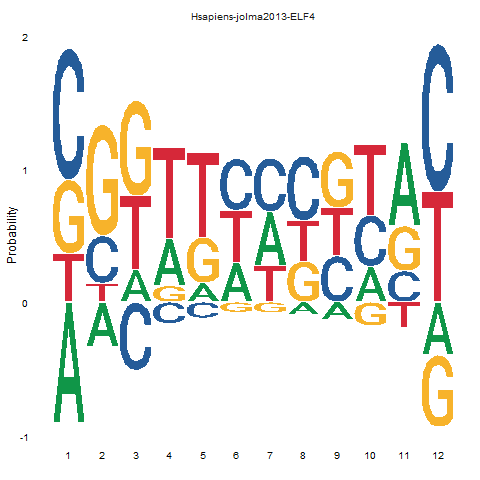 Hsapiens-jolma2013-ELF4
2
1
0
-1
Probability
C G T A
G C T A
G T A C
T A G C
T G A C
C T A G
C A T G
C T G A
G T C A
T C A G
A G C T
C T A G
1 2 3 4 5 6 7 8 9 10 11 12